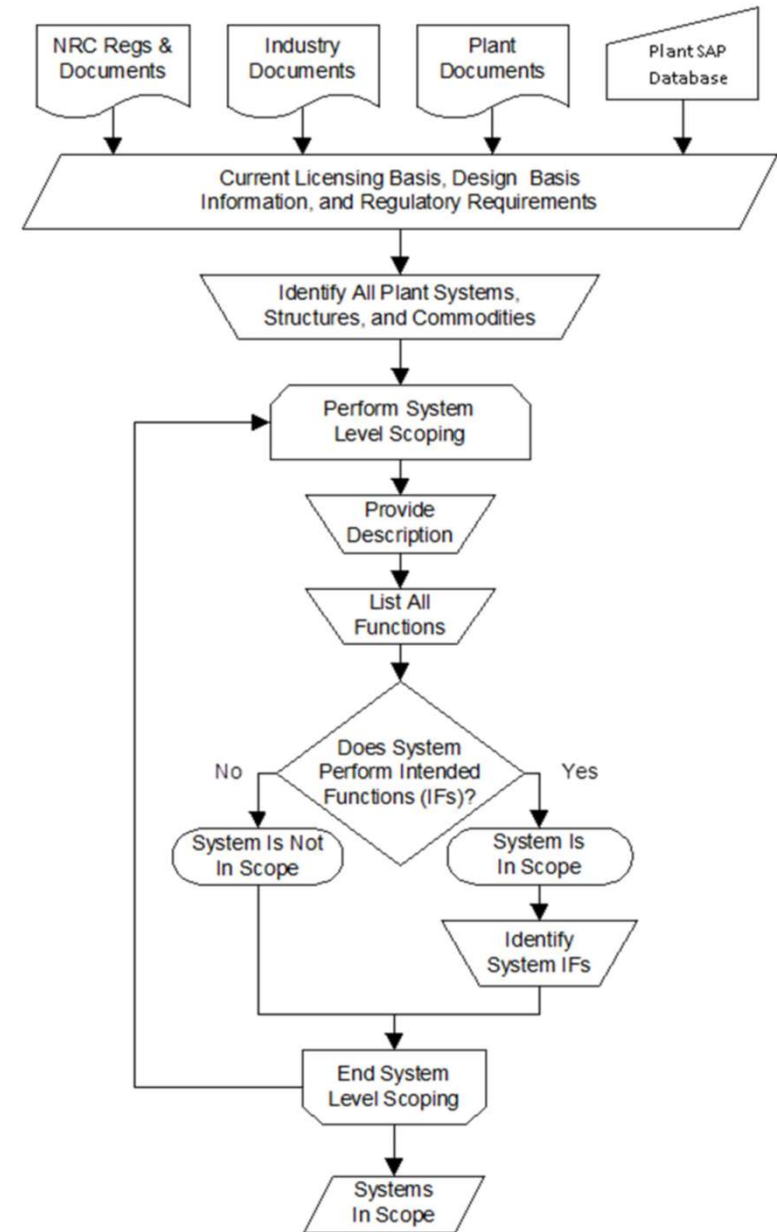 NRC Regs &
Documents
Industry
Documents
Plant
Documents
Plant SAP
Database
Current Licensing Basis, Design Basis
Information, and Regulatory Requirements
Identify All Plant Systems,
Structures, and Commodities
Perform System
Level Scoping
Provide
Description
List All
Functions
Does System
Perform Intended
Functions (IFs)?
No
Yes
System Is Not
In Scope
System Is
In Scope
Identify
System IFs
End System
Level Scoping
Systems
In Scope